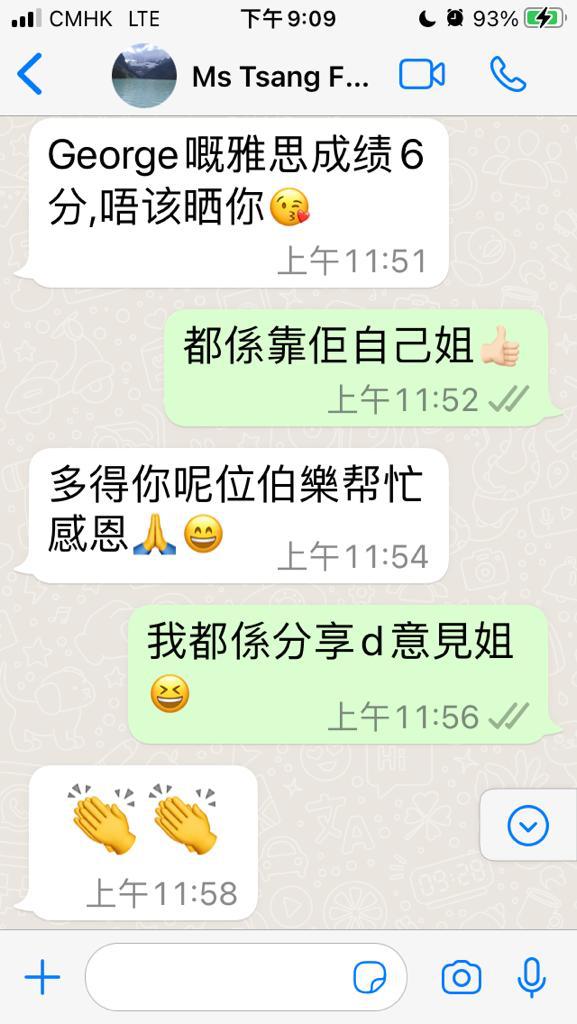 CMHK LTE 下午9:09 93%
Ms Tsang F...
George嘅雅思成绩6
分,唔该晒你😘
上午11:51
都係靠佢自己姐👍🏻
上午11:52
多得你呢位伯樂帮忙
感恩🙏😄
上午11:54
我都係分享d意見姐
😆
上午11:56
👏👏
上午11:58